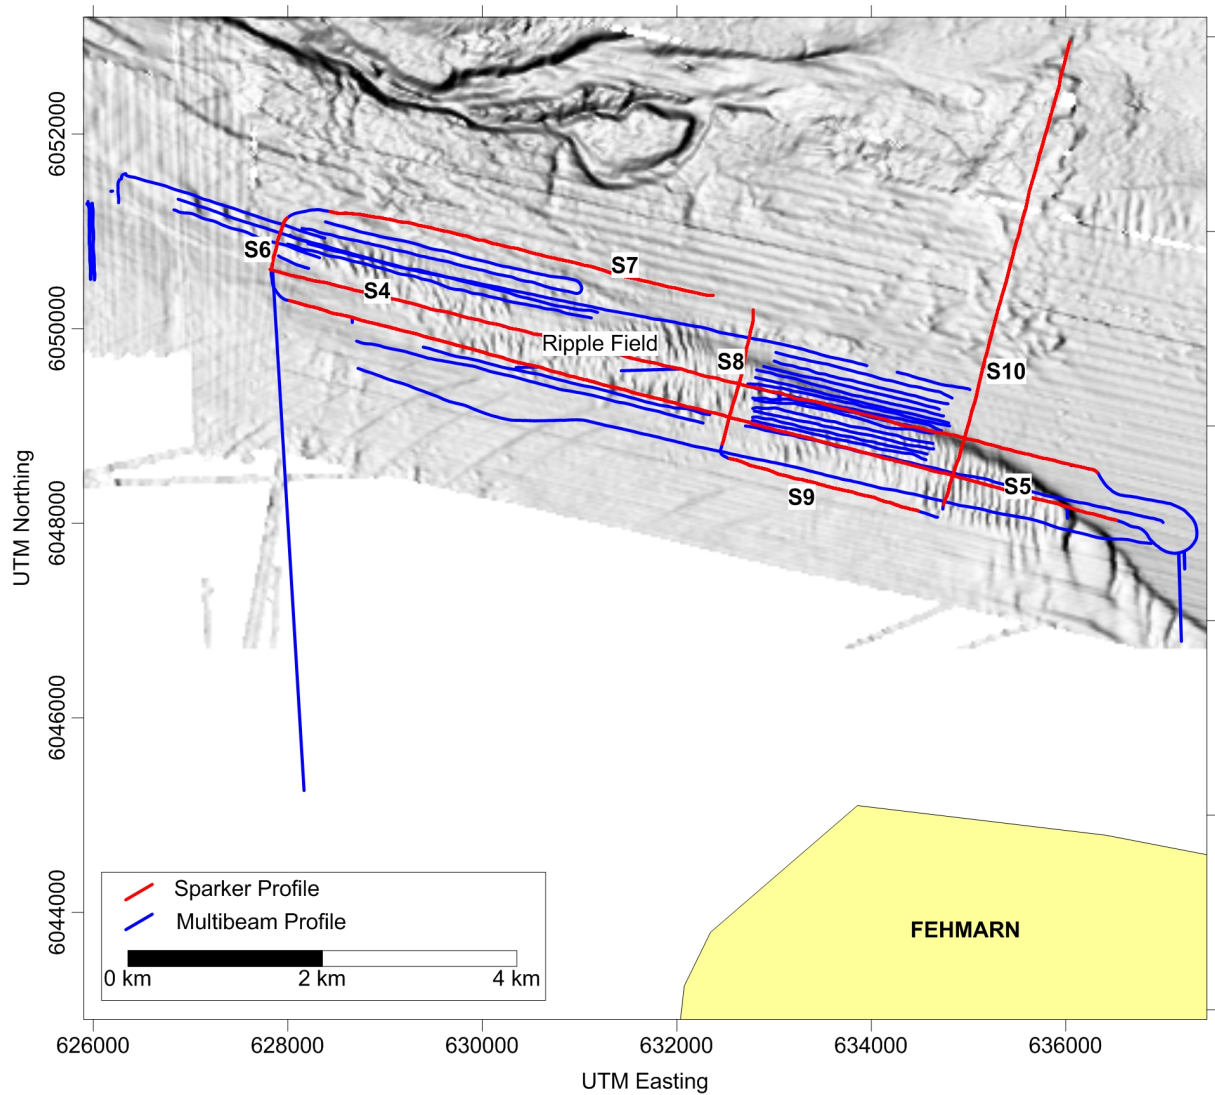 6052000
6050000
6048000
6046000
6044000
UTM Northing
S6
S7
S4
Ripple Field
S8
S10
S5
S9
FEHMARN
Sparker Profile
Multibeam Profile
0 km 2 km 4 km
626000 628000 630000 632000 634000 636000
UTM Easting